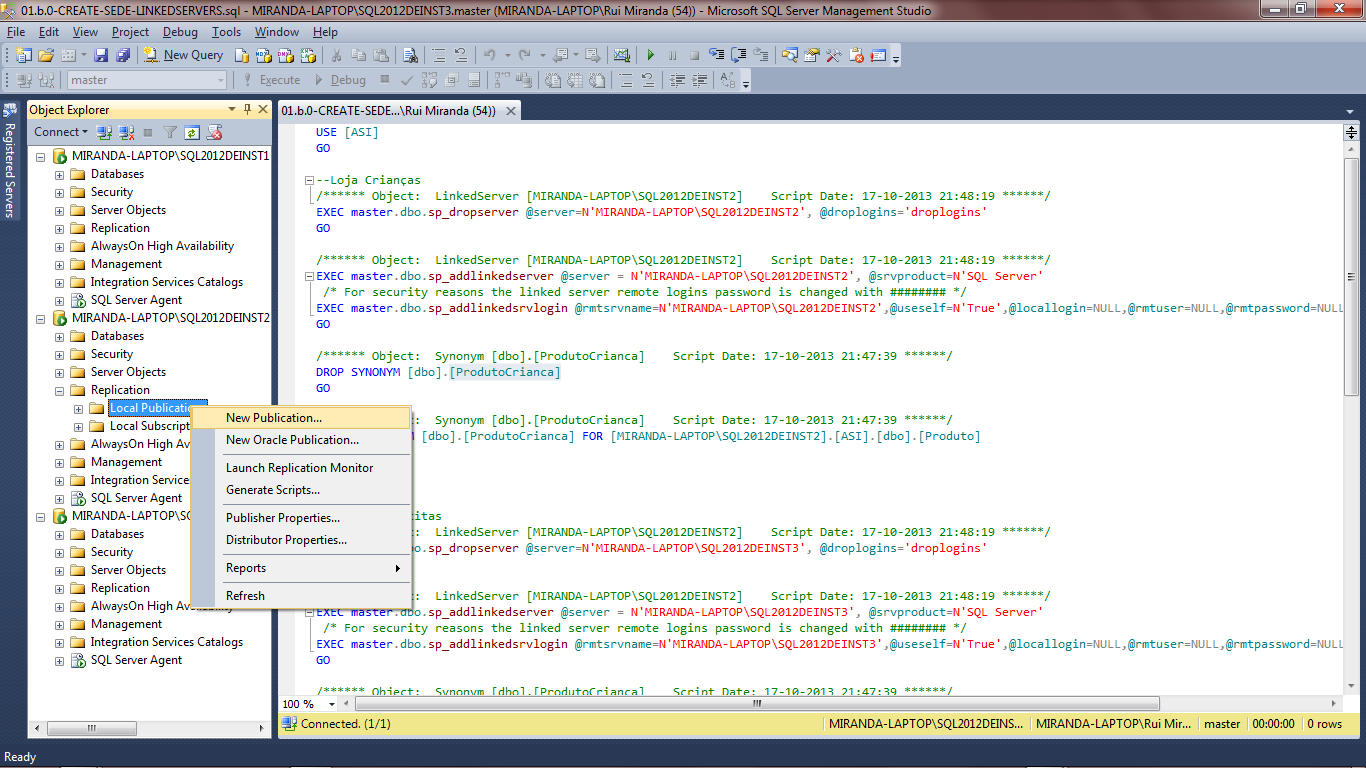 01.b.0-CREATE-SEDE-LINKEDSERVERS.sql - MIRANDA-LAPTOP\SQL2012DEINST3.master (MIRANDA-LAPTOP\Rui Miranda (54)) - Microsoft SQL Server Management Studio
File Edit View Project Debug Tools Window Help
New Query
master Execute Debug
Registered Servers
Object Explorer
Connect
MIRANDA-LAPTOP\SQL2012DEINST1
Databases
Security
Server Objects
Replication
AlwaysOn High Availability
Management
Integration Services Catalogs
SQL Server Agent
MIRANDA-LAPTOP\SQL2012DEINST2
Databases
Security
Server Objects
Replication
Local Publicatio
Local Subscript
AlwaysOn High Av
Management
Integration Services
SQL Server Agent
MIRANDA-LAPTOP\SQ
Databases
Security
Server Objects
Replication
AlwaysOn High Availability
Management
Integration Services Catalogs
SQL Server Agent
New Publication...
New Oracle Publication...
Launch Replication Monitor
Generate Scripts...
Publisher Properties...
Distributor Properties...
Reports
Refresh
01.b.0-CREATE-SEDE...\Rui Miranda (54))
USE [ASI]
GO
--Loja Crianças
/****** Object:  LinkedServer [MIRANDA-LAPTOP\SQL2012DEINST2]    Script Date: 17-10-2013 21:48:19 ******/
EXEC master.dbo.sp_dropserver @server=N'MIRANDA-LAPTOP\SQL2012DEINST2', @droplogins='droplogins'
GO
/****** Object:  LinkedServer [MIRANDA-LAPTOP\SQL2012DEINST2]    Script Date: 17-10-2013 21:48:19 ******/
EXEC master.dbo.sp_addlinkedserver @server = N'MIRANDA-LAPTOP\SQL2012DEINST2', @srvproduct=N'SQL Server'
/* For security reasons the linked server remote logins password is changed with ######## */
EXEC master.dbo.sp_addlinkedsrvlogin @rmtsrvname=N'MIRANDA-LAPTOP\SQL2012DEINST2',@useself=N'True',@locallogin=NULL,@rmtuser=NULL,@rmtpassword=NULL
GO
/****** Object:  Synonym [dbo].[ProdutoCrianca]    Script Date: 17-10-2013 21:47:39 ******/
DROP SYNONYM [dbo].[ProdutoCrianca]
GO
t:  Synonym [dbo].[ProdutoCrianca]    Script Date: 17-10-2013 21:47:39 ******/
M [dbo].[ProdutoCrianca] FOR [MIRANDA-LAPTOP\SQL2012DEINST2].[ASI].[dbo].[Produto]
itas
t:  LinkedServer [MIRANDA-LAPTOP\SQL2012DEINST2]    Script Date: 17-10-2013 21:48:19 ******/
bo.sp_dropserver @server=N'MIRANDA-LAPTOP\SQL2012DEINST3', @droplogins='droplogins'
t:  LinkedServer [MIRANDA-LAPTOP\SQL2012DEINST2]    Script Date: 17-10-2013 21:48:19 ******/
EXEC master.dbo.sp_addlinkedserver @server = N'MIRANDA-LAPTOP\SQL2012DEINST3', @srvproduct=N'SQL Server'
/* For security reasons the linked server remote logins password is changed with ######## */
EXEC master.dbo.sp_addlinkedsrvlogin @rmtsrvname=N'MIRANDA-LAPTOP\SQL2012DEINST3',@useself=N'True',@locallogin=NULL,@rmtuser=NULL,@rmtpassword=NULL
GO
/****** Object:  Synonym [dbo].[ProdutoCrianca]    Script Date: 17-10-2013 21:47:39 ******/
100 %
Connected. (1/1) MIRANDA-LAPTOP\SQL2012DEINS... MIRANDA-LAPTOP\Rui Mir... master 00:00:00 0 rows
Ready